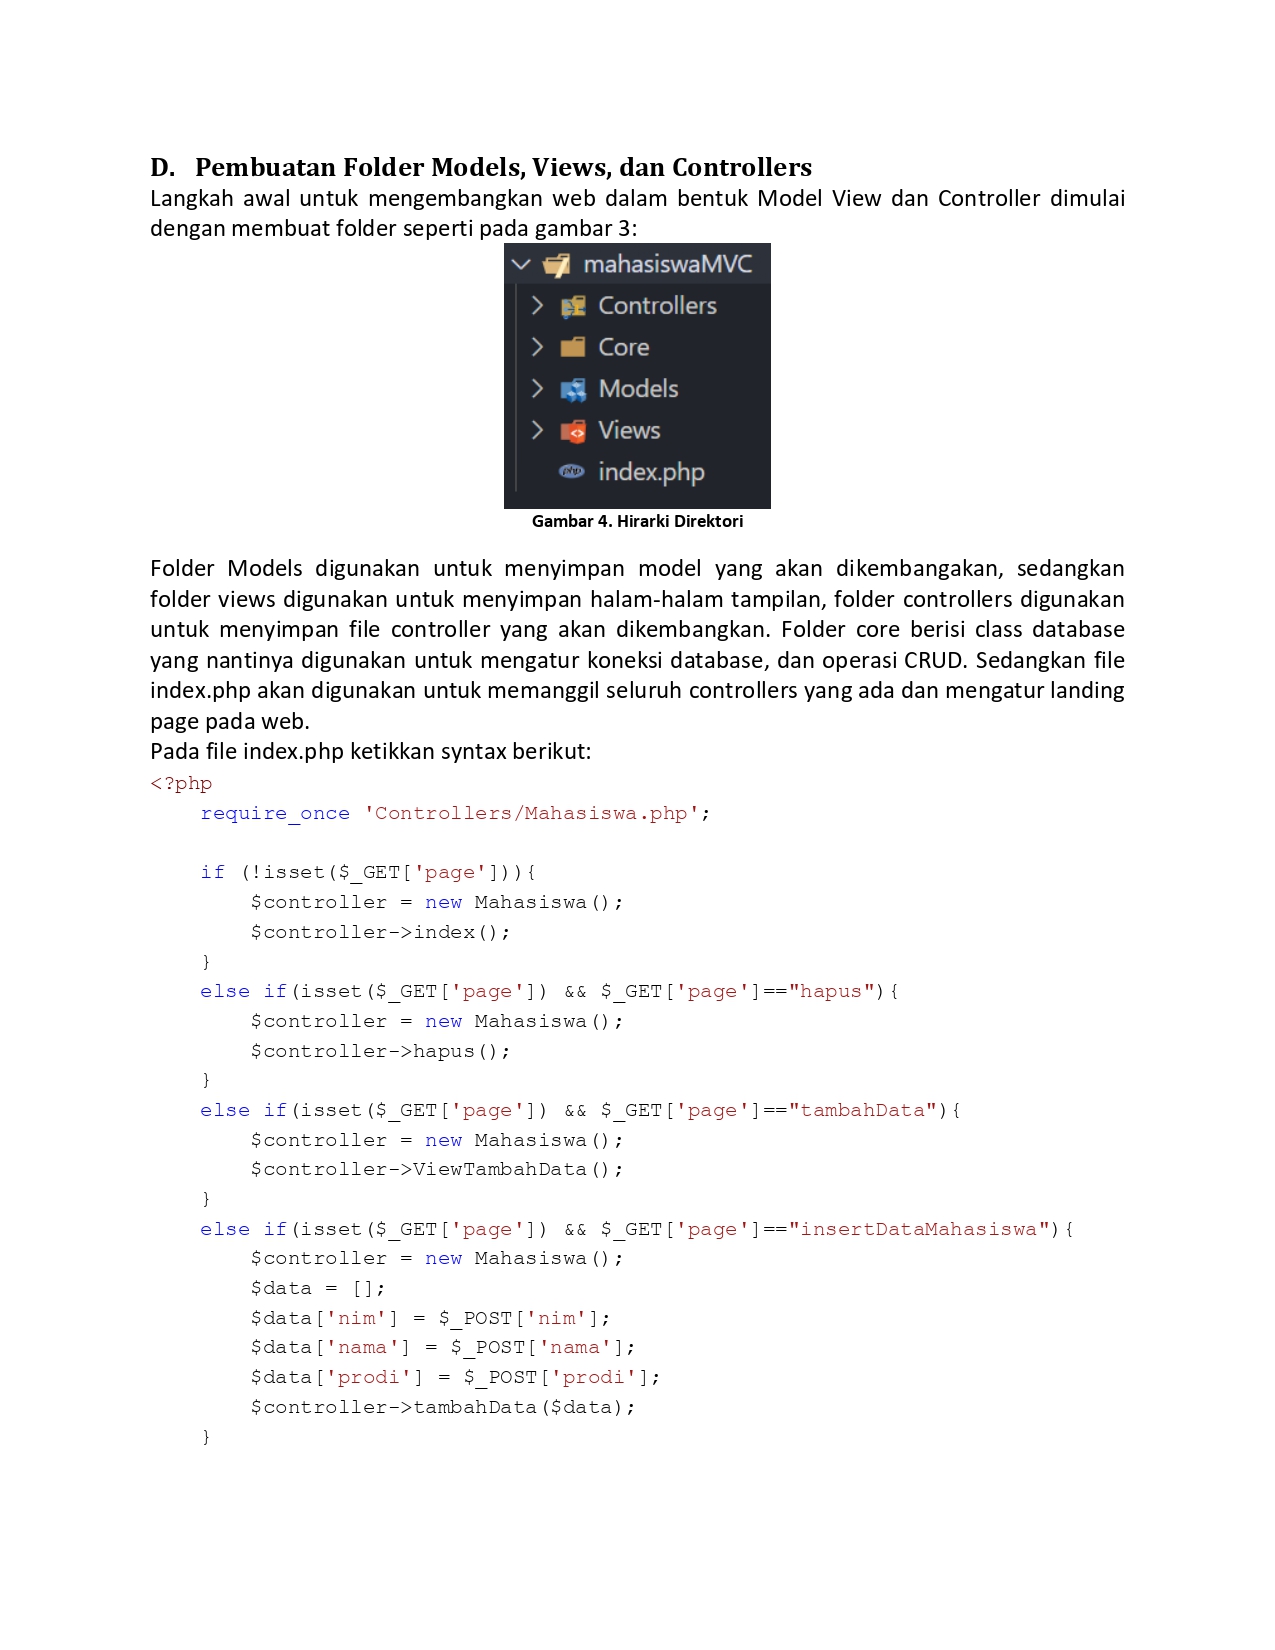 D. Pembuatan Folder Models, Views, dan Controllers
Langkah awal untuk mengembangkan web dalam bentuk Model View dan Controller dimulai
dengan membuat folder seperti pada gambar 3:
mahasiswaMVC
Controllers
Core
Models
Views
php index.php
Gambar 4. Hirarki Direktori
Folder Models digunakan untuk menyimpan model yang akan dikembangakan, sedangkan
folder views digunakan untuk menyimpan halam-halam tampilan, folder controllers digunakan
untuk menyimpan file controller yang akan dikembangkan. Folder core berisi class database
yang nantinya digunakan untuk mengatur koneksi database, dan operasi CRUD. Sedangkan file
index.php akan digunakan untuk memanggil seluruh controllers yang ada dan mengatur landing
page pada web.
Pada file index.php ketikkan syntax berikut:
<?php
    require_once 'Controllers/Mahasiswa.php';
    if (!isset($_GET['page'])){
        $controller = new Mahasiswa();
        $controller->index();
    }
    else if(isset($_GET['page']) && $_GET['page']=="hapus"){
        $controller = new Mahasiswa();
        $controller->hapus();
    }
    else if(isset($_GET['page']) && $_GET['page']=="tambahData"){
        $controller = new Mahasiswa();
        $controller->ViewTambahData();
    }
    else if(isset($_GET['page']) && $_GET['page']=="insertDataMahasiswa"){
        $controller = new Mahasiswa();
        $data = [];
        $data['nim'] = $_POST['nim'];
        $data['nama'] = $_POST['nama'];
        $data['prodi'] = $_POST['prodi'];
        $controller->tambahData($data);
    }